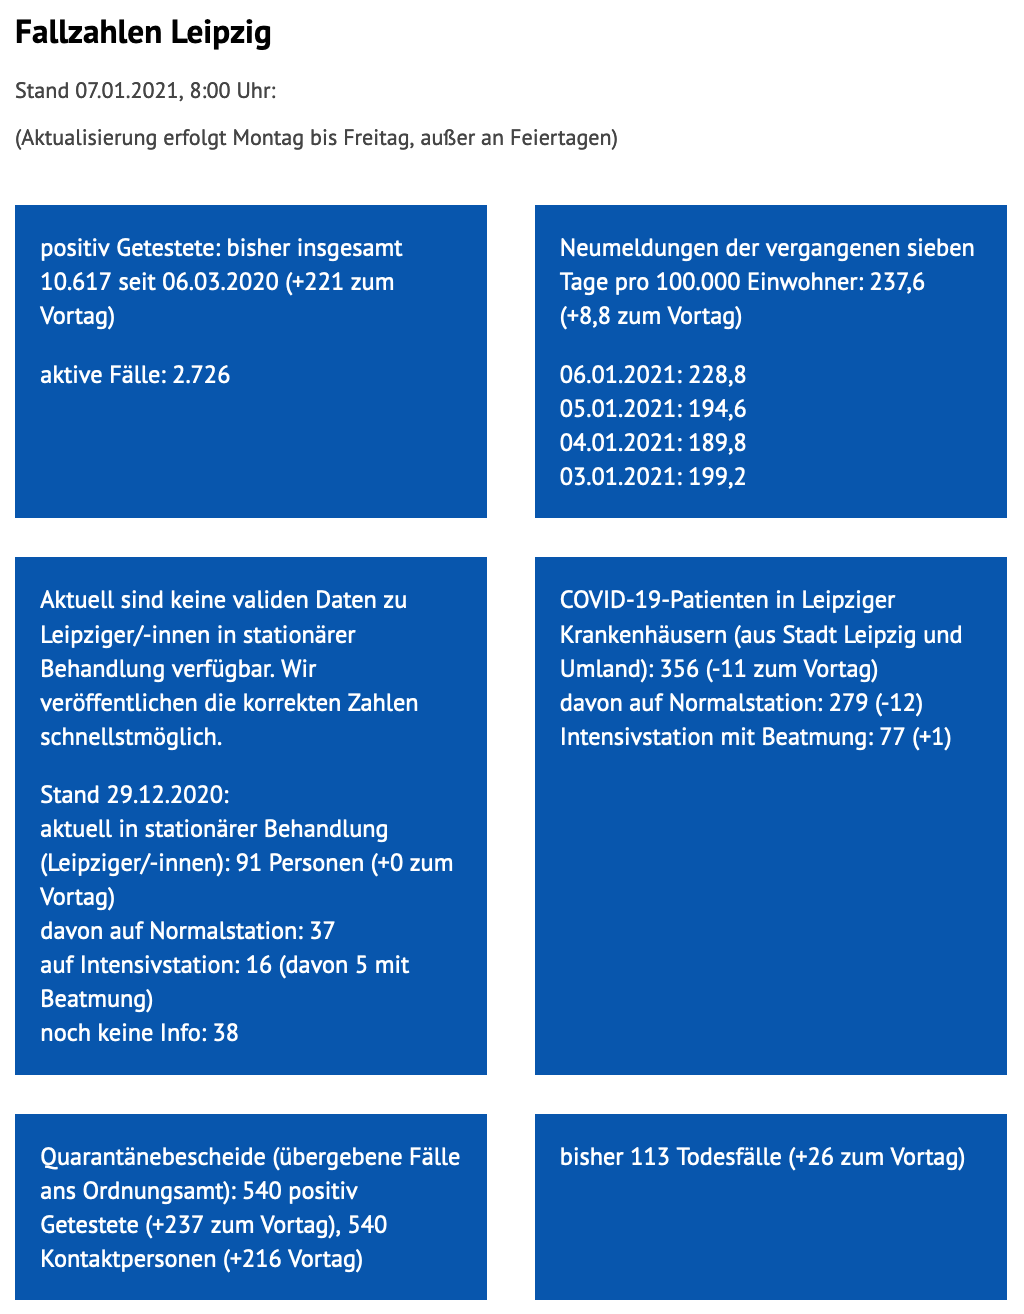 Fallzahlen Leipzig
Stand 07.01.2021, 8:00 Uhr:
(Aktualisierung erfolgt Montag bis Freitag, außer an Feiertagen)
positiv Getestete: bisher insgesamt
10.617 seit 06.03.2020 (+221 zum
Vortag)
aktive Fälle: 2.726
Neumeldungen der vergangenen sieben
Tage pro 100.000 Einwohner: 237,6
(+8,8 zum Vortag)
06.01.2021: 228,8
05.01.2021: 194,6
04.01.2021: 189,8
03.01.2021: 199,2
Aktuell sind keine validen Daten zu
Leipziger/-innen in stationärer
Behandlung verfügbar. Wir
veröffentlichen die korrekten Zahlen
schnellstmöglich.
Stand 29.12.2020:
aktuell in stationärer Behandlung
(Leipziger/-innen): 91 Personen (+0 zum
Vortag)
davon auf Normalstation: 37
auf Intensivstation: 16 (davon 5 mit
Beatmung)
noch keine Info: 38
COVID-19-Patienten in Leipziger
Krankenhäusern (aus Stadt Leipzig und
Umland): 356 (-11 zum Vortag)
davon auf Normalstation: 279 (-12)
Intensivstation mit Beatmung: 77 (+1)
Quarantänebescheide (übergebene Fälle
ans Ordnungsamt): 540 positiv
Getestete (+237 zum Vortag), 540
Kontaktpersonen (+216 Vortag)
bisher 113 Todesfälle (+26 zum Vortag)